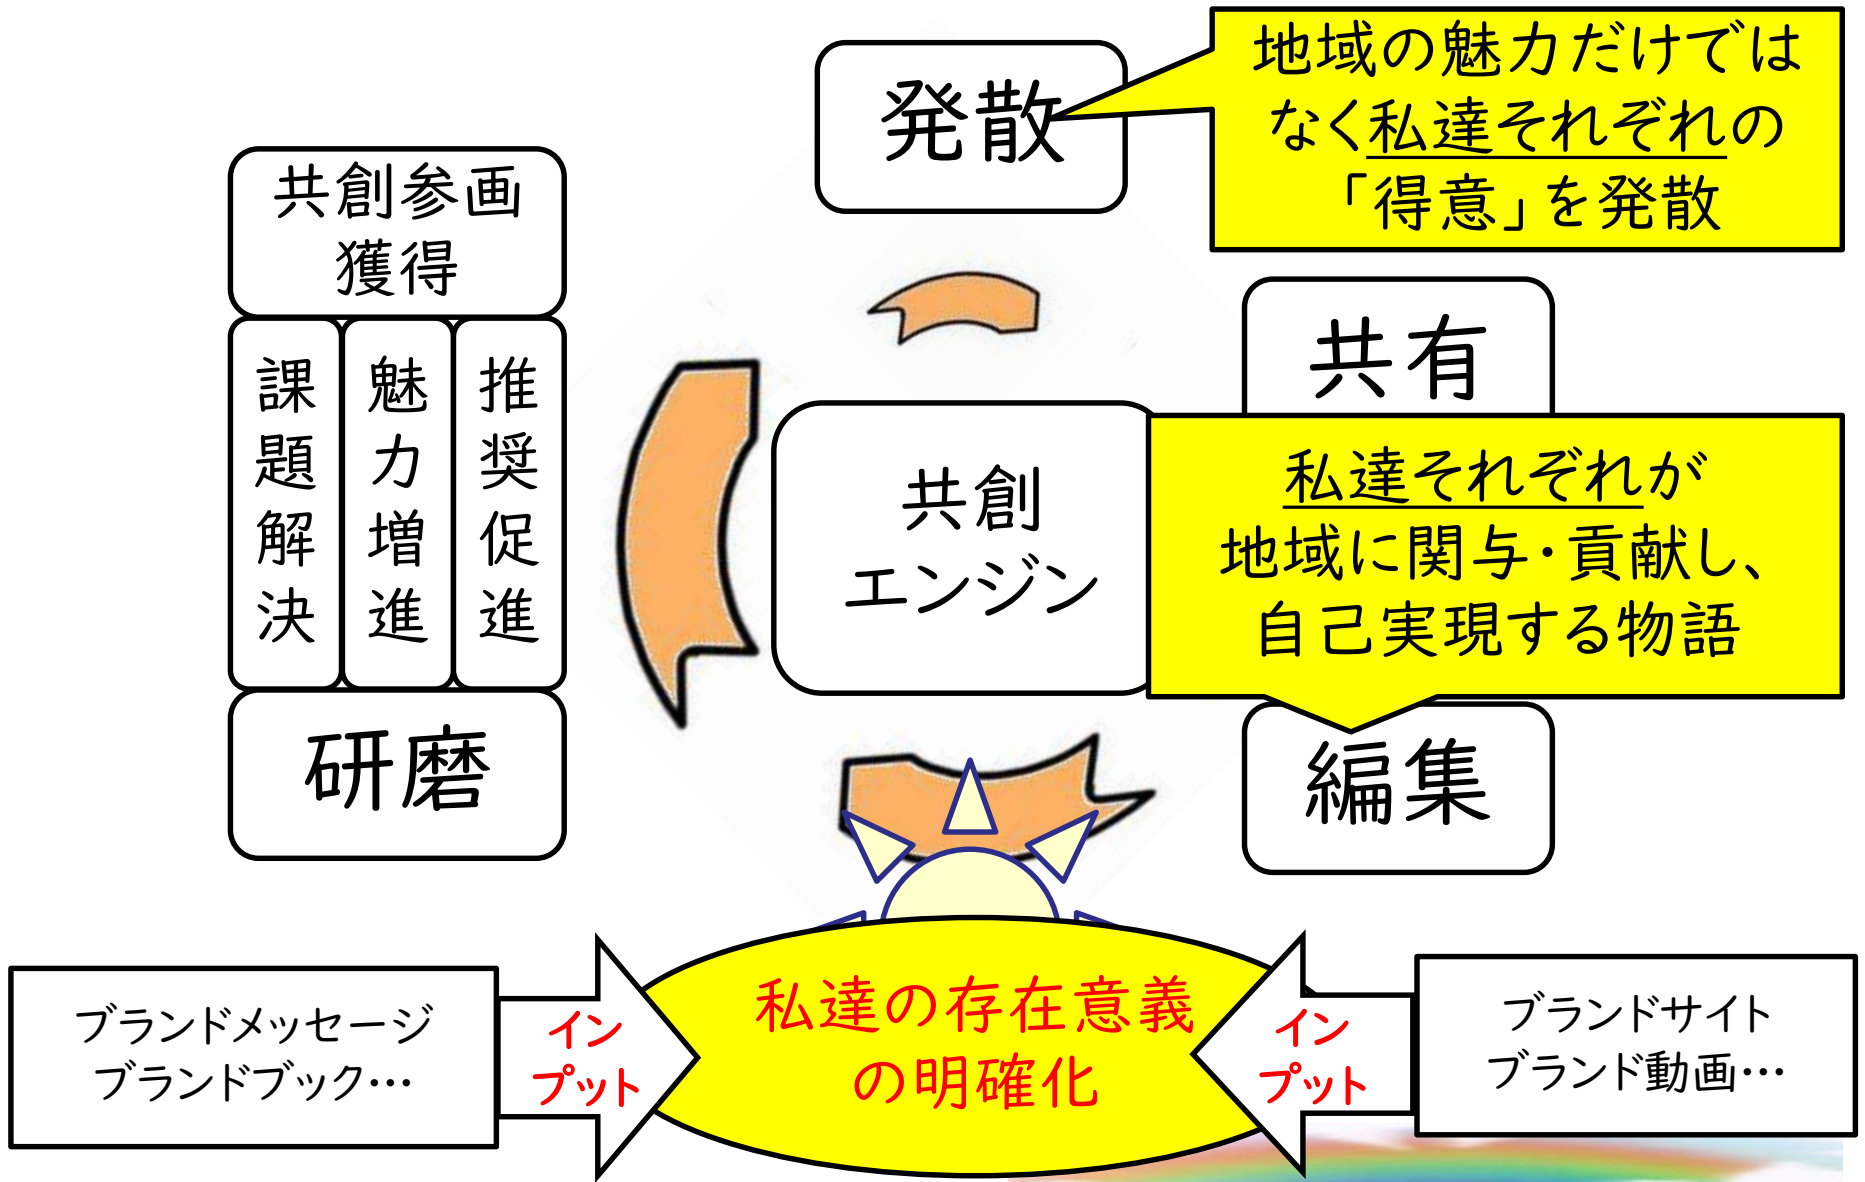 発散
地域の魅力だけでは
なく私達それぞれの
「得意」を発散
共創参画
獲得
課題解決
魅力増進
推奨促進
研磨
共創
エンジン
共有
私達それぞれが
地域に関与・貢献し、
自己実現する物語
編集
ブランドメッセージ
ブランドブック…
イン
プット
私達の存在意義
の明確化
イン
プット
ブランドサイト
ブランド動画…